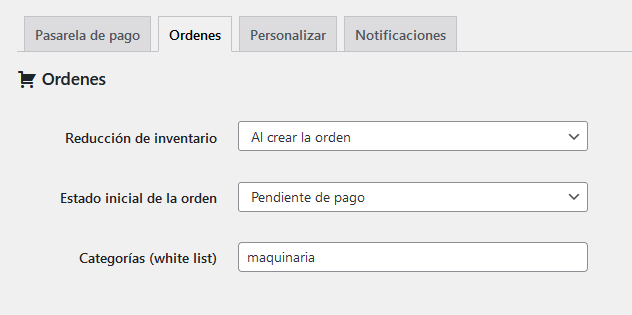 Pasarela de pago
Ordenes
Personalizar
Notificaciones
Ordenes
Reducción de inventario
Al crear la orden
Estado inicial de la orden
Pendiente de pago
Categorías (white list)
maquinaria